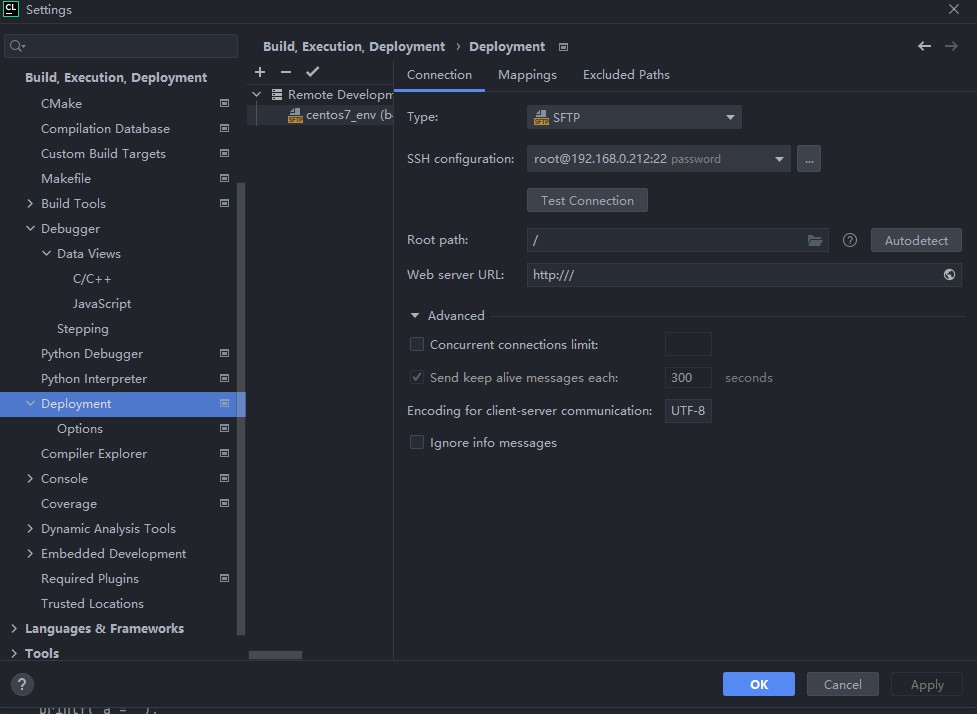 CL Settings
Build, Execution, Deployment › Deployment
Build, Execution, Deployment
CMake
Compilation Database
Custom Build Targets
Makefile
Build Tools
Debugger
Data Views
C/C++
JavaScript
Stepping
Python Debugger
Python Interpreter
Deployment
Options
Compiler Explorer
Console
Coverage
Dynamic Analysis Tools
Embedded Development
Required Plugins
Trusted Locations
Languages & Frameworks
Tools
Remote Developm
SFTP centos7_env (b
Connection Mappings Excluded Paths
Type: SFTP SFTP
SSH configuration: root@192.168.0.212:22 password ...
Test Connection
Root path: / ? Autodetect
Web server URL: http:///
Advanced
Concurrent connections limit:
Send keep alive messages each: 300 seconds
Encoding for client-server communication: UTF-8
Ignore info messages
? OK Cancel Apply